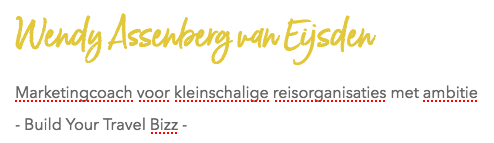 Wendy Assenberg van Eijsden
Marketingcoach voor kleinschalige reisorganisaties met ambitie
- Build Your Travel Bizz -